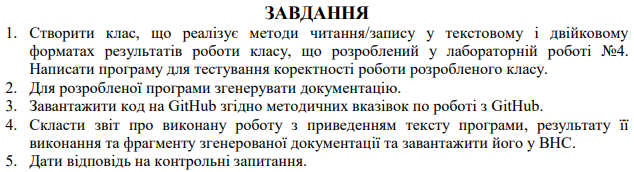 ЗАВДАННЯ
1. Створити клас, що реалізує методи читання/запису у текстовому і двійковому
форматах результатів роботи класу, що розроблений у лабораторній роботі №4.
Написати програму для тестування коректності роботи розробленого класу.
2. Для розробленої програми згенерувати документацію.
3. Завантажити код на GitHub згідно методичних вказівок по роботі з GitHub.
4. Скласти звіт про виконану роботу з приведенням тексту програми, результату її
виконання та фрагменту згенерованої документації та завантажити його у ВНС.
5. Дати відповідь на контрольні запитання.